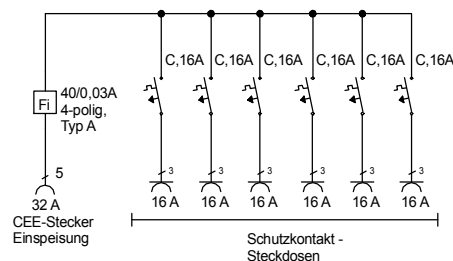 C,16A C,16A C,16A C,16A C,16A C,16A
Fi
40/0,03A
4-polig,
Typ A
5
3 3 3 3 3 3
32 A
CEE-Stecker
Einspeisung
16 A 16 A 16 A 16 A 16 A 16 A
Schutzkontakt -
Steckdosen